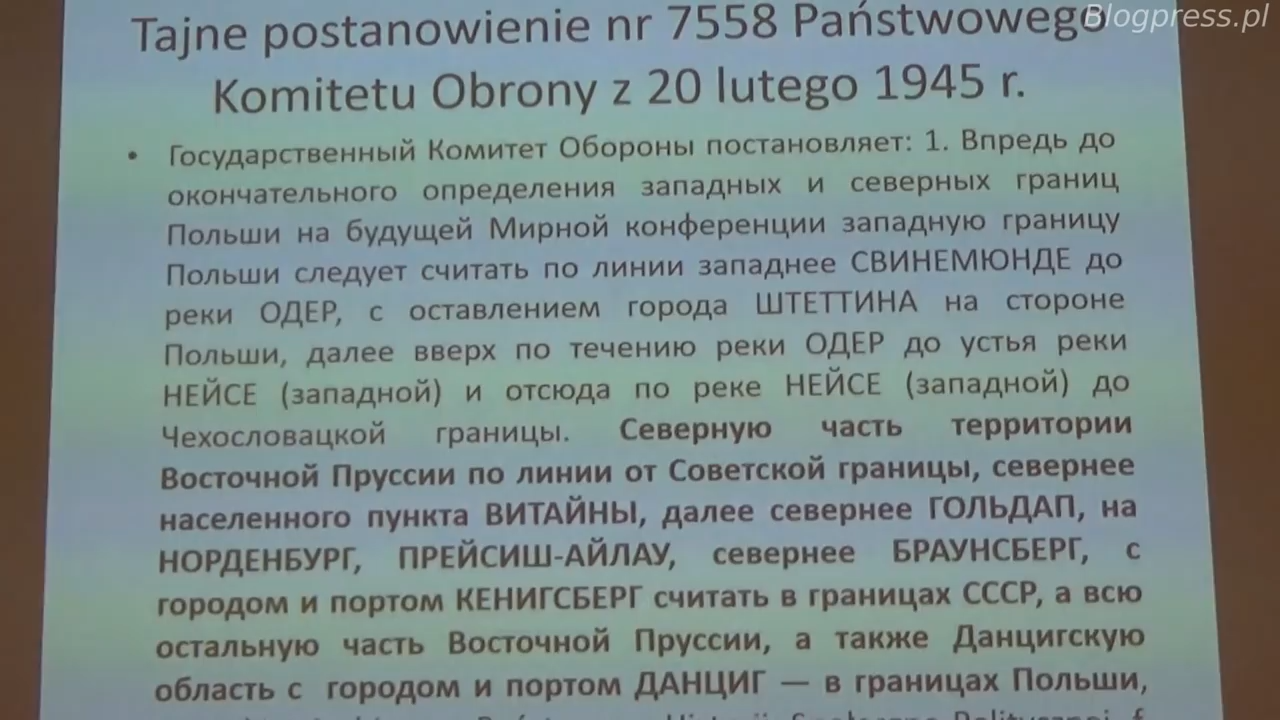 Blogpress.pl
Tajne postanowienie nr 7558 Państwowego
Komitetu Obrony z 20 lutego 1945 r.
• Государственный Комитет Обороны постановляет: 1. Впредь до
окончательного определения западных и северных границ
Польши на будущей Мирной конференции западную границу
Польши следует считать по линии западнее СВИНЕМЮНДЕ до
реки ОДЕР, с оставлением города ШТЕТТИНА на стороне
Польши, далее вверх по течению реки ОДЕР до устья реки
НЕЙСЕ (западной) и отсюда по реке НЕЙСЕ (западной) до
Чехословацкой границы. Северную часть территории
Восточной Пруссии по линии от Советской границы, севернее
населенного пункта ВИТАЙНЫ, далее севернее ГОЛЬДАП, на
НОРДЕНБУРГ, ПРЕЙСИШ-АЙЛАУ, севернее БРАУНСБЕРГ, с
городом и портом КЕНИГСБЕРГ считать в границах СССР, а всю
остальную часть Восточной Пруссии, а также Данцигскую
область с городом и портом ДАНЦИГ — в границах Польши,